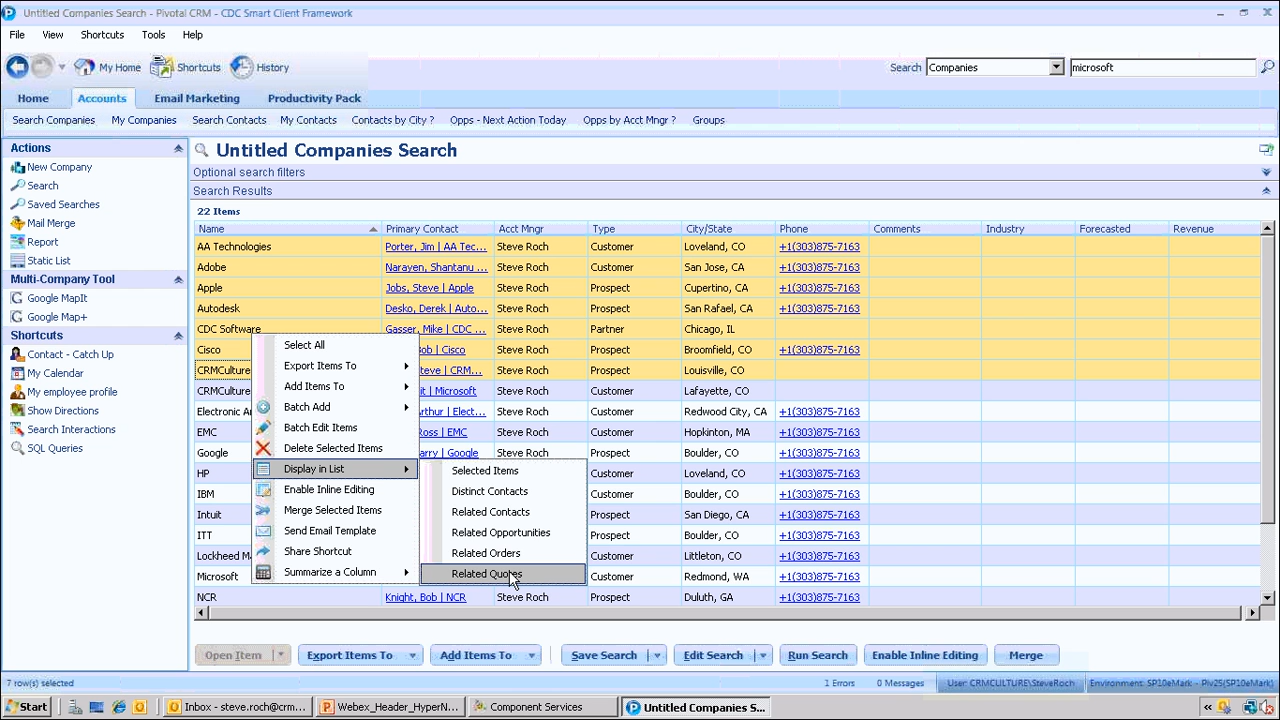 Untitled Companies Search - Pivotal CRM - CDC Smart Client Framework
File View Shortcuts Tools Help
My Home Shortcuts History Search Companies microsoft
Home Accounts Email Marketing Productivity Pack
Search Companies My Companies Search Contacts My Contacts Contacts by City ? Opps - Next Action Today Opps by Acct Mngr ? Groups
Actions
New Company
Search
Saved Searches
Mail Merge
Report
Static List
Multi-Company Tool
Google MapIt
Google Map+
Shortcuts
Contact - Catch Up
My Calendar
My employee profile
Show Directions
Search Interactions
SQL Queries
Untitled Companies Search
Optional search filters
Search Results
22 Items
Name Primary Contact Acct Mngr Type City/State Phone Comments Industry Forecasted Revenue
AA Technologies Porter, Jim | AA Tec... Steve Roch Customer Loveland, CO +1(303)875-7163
Adobe Narayen, Shantanu ... Steve Roch Customer San Jose, CA +1(303)875-7163
Apple Jobs, Steve | Apple Steve Roch Prospect Cupertino, CA +1(303)875-7163
Autodesk Desko, Derek | Auto... Steve Roch Prospect San Rafael, CA +1(303)875-7163
CDC Software Gasser, Mike | CDC ... Steve Roch Partner Chicago, IL
Cisco Bob | Cisco Steve Roch Prospect Broomfield, CO +1(303)875-7163
CRMCulture teve | CRM... Steve Roch Prospect Louisville, CO
CRMCulture it | Microsoft Steve Roch Customer Lafayette, CO +1(303)875-7163
Electronic Ar rthur | Elect... Steve Roch Customer Redwood City, CA +1(303)875-7163
EMC Ross | EMC Steve Roch Customer Hopkinton, MA +1(303)875-7163
Google arry | Google Steve Roch Prospect Boulder, CO +1(303)875-7163
HP Customer Loveland, CO +1(303)875-7163
IBM Customer Boulder, CO +1(303)875-7163
Intuit Prospect San Diego, CA +1(303)875-7163
ITT Prospect Boulder, CO +1(303)875-7163
Lockheed Ma Customer Littleton, CO +1(303)875-7163
Microsoft Customer Redmond, WA +1(303)875-7163
NCR Knight, Bob | NCR Steve Roch Prospect Duluth, GA +1(303)875-7163
Select All
Export Items To
Add Items To
Batch Add
Batch Edit Items
Delete Selected Items
Display in List
Enable Inline Editing
Merge Selected Items
Send Email Template
Share Shortcut
Summarize a Column
Selected Items
Distinct Contacts
Related Contacts
Related Opportunities
Related Orders
Related Quotes
Open Item Export Items To Add Items To Save Search Edit Search Run Search Enable Inline Editing Merge
7 row(s) selected 1 Errors 0 Messages User: CRMCULTURE\SteveRoch Environment: SP10eMark - Piv25(SP10eMark)
Start Inbox - steve.roch@crm... Webex_Header_HyperN... Component Services Untitled Companies S...